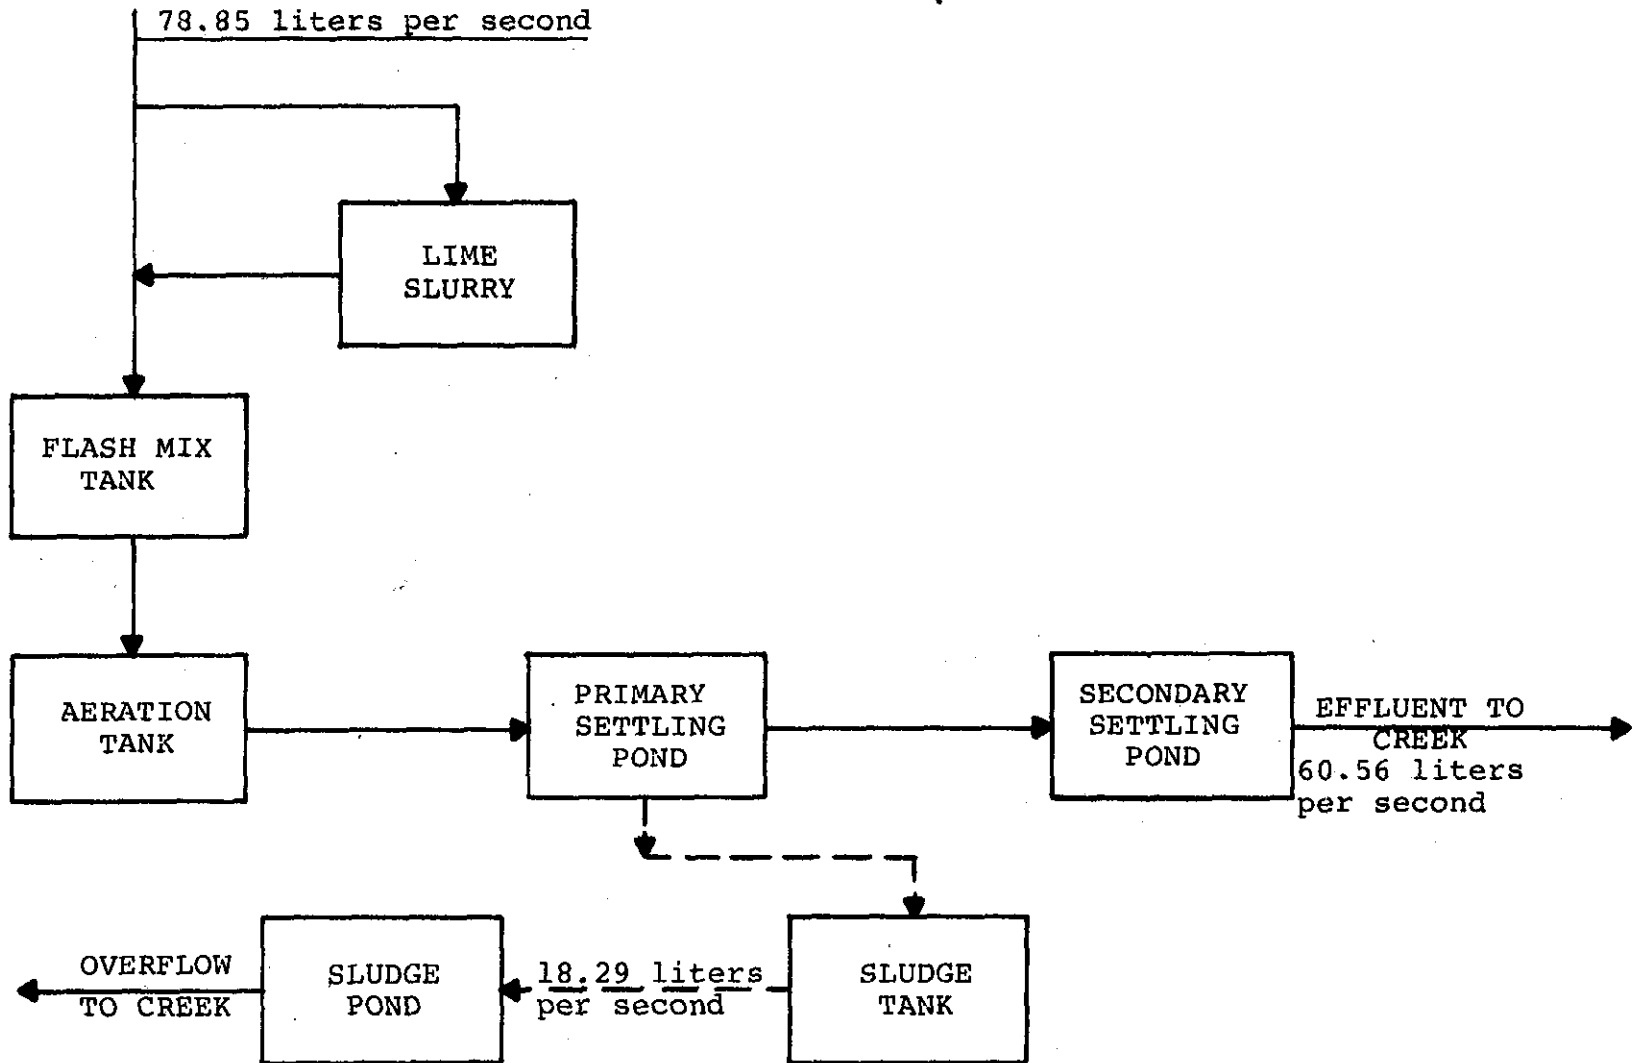 78.85 liters per second
LIME
SLURRY
FLASH MIX
TANK
AERATION
TANK
PRIMARY
SETTLING
POND
SECONDARY
SETTLING
POND
EFFLUENT TO
CREEK
60.56 liters
per second
OVERFLOW
TO CREEK
SLUDGE
POND
18.29 liters
per second
SLUDGE
TANK